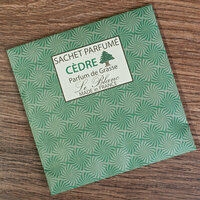 SACHET PARFUMÉ
CÈDRE
Parfum de Grasse
Le Blanc
MADE IN FRANCE